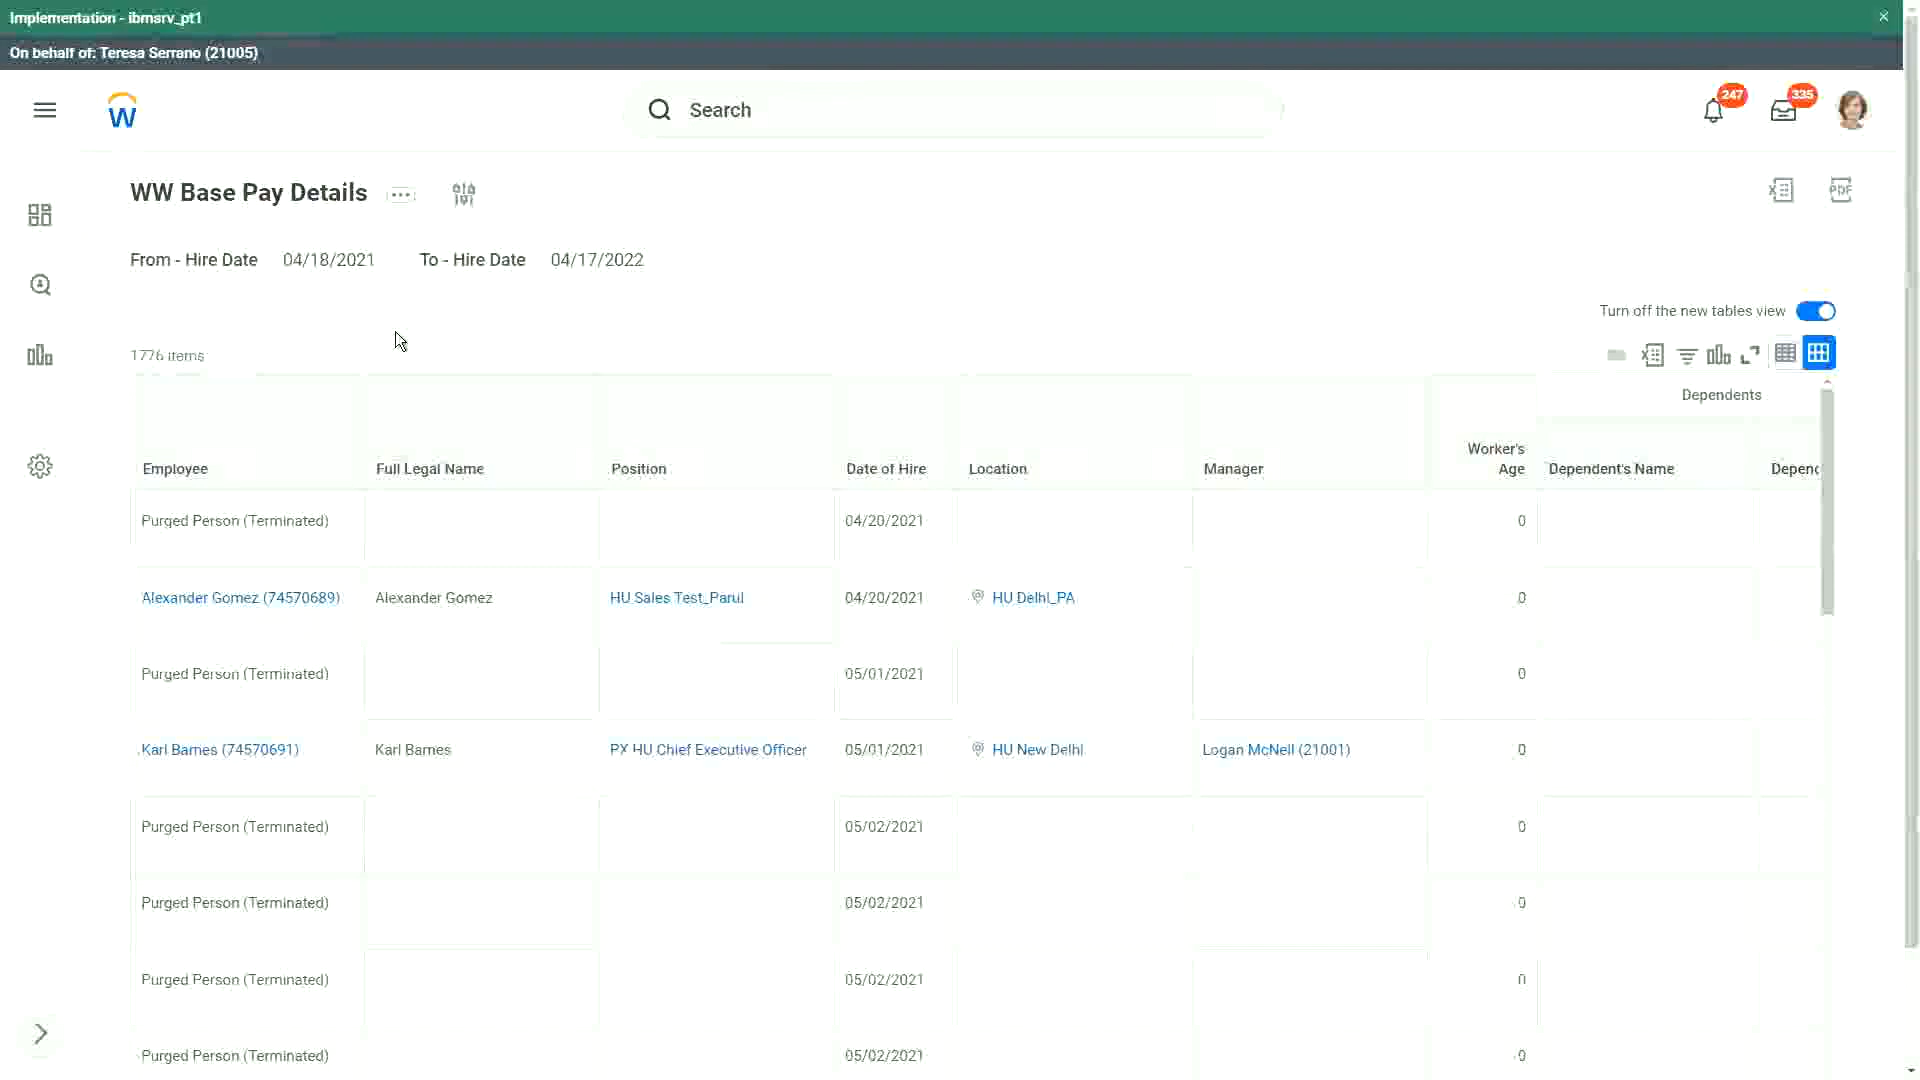 Implementation - ibmsrv_pt1
On behalf of: Teresa Serrano (21005)
W
Search
247
335
WW Base Pay Details
X
PDF
From - Hire Date 04/18/2021 To - Hire Date 04/17/2022
Turn off the new tables view
1776 items
X
Dependents
Employee Full Legal Name Position Date of Hire Location Manager Worker's Age Dependent's Name Depend
Purged Person (Terminated) 04/20/2021 0
Alexander Gomez (74570689) Alexander Gomez HU Sales Test_Parul 04/20/2021 HU Delhi_PA 0
Purged Person (Terminated) 05/01/2021 0
Karl Barnes (74570691) Karl Barnes PX HU Chief Executive Officer 05/01/2021 HU New Delhi Logan McNeil (21001) 0
Purged Person (Terminated) 05/02/2021 0
Purged Person (Terminated) 05/02/2021 0
Purged Person (Terminated) 05/02/2021 0
Purged Person (Terminated) 05/02/2021 0